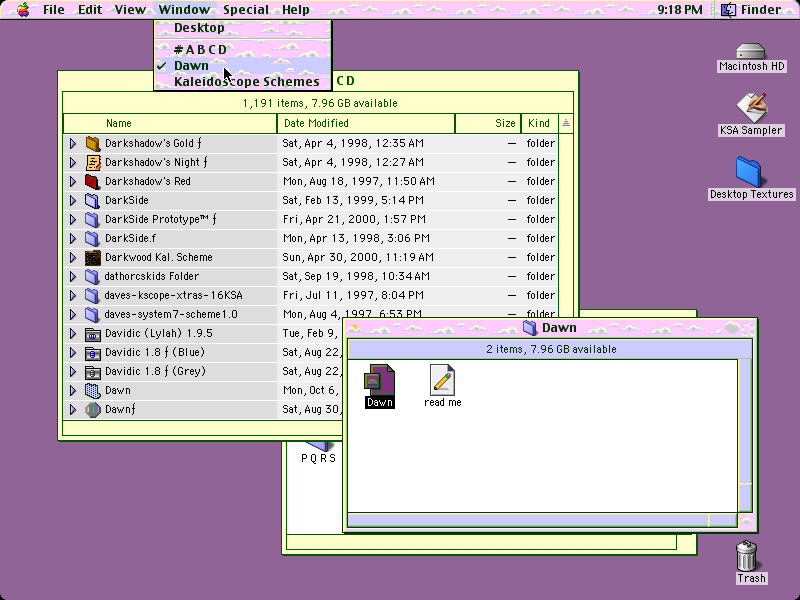 File Edit View Window Special Help 9:18 PM Finder
Desktop
# A B C D
✓ Dawn
Kaleidoscope Schemes
C D
1,191 items, 7.96 GB available
Name Date Modified Size Kind
Darkshadow's Gold ƒ Sat, Apr 4, 1998, 12:35 AM — folder
Darkshadow's Night ƒ Sat, Apr 4, 1998, 12:27 AM — folder
Darkshadow's Red Mon, Aug 18, 1997, 11:50 AM — folder
DarkSide Sat, Feb 13, 1999, 5:14 PM — folder
DarkSide Prototype™ ƒ Fri, Apr 21, 2000, 1:57 PM — folder
DarkSide.f Mon, Apr 13, 1998, 3:06 PM — folder
Darkwood Kal. Scheme Sun, Apr 30, 2000, 11:19 AM — folder
dathorcskids Folder Sat, Sep 19, 1998, 10:34 AM — folder
daves-kscope-xtras-16KSA Fri, Jul 11, 1997, 8:04 PM — folder
daves-system7-scheme1.0 Mon, Aug 4, 1997, 6:53 PM — folder
Davidic (Lylah) 1.9.5 Tue, Feb 9,
Davidic 1.8 ƒ (Blue) Sat, Aug 22,
Davidic 1.8 ƒ (Grey) Sat, Aug 22,
Dawn Mon, Oct 6,
Dawnƒ Sat, Aug 30,
P Q R S
Dawn
2 items, 7.96 GB available
Dawn
read me
Macintosh HD
KSA Sampler
Desktop Textures
Trash